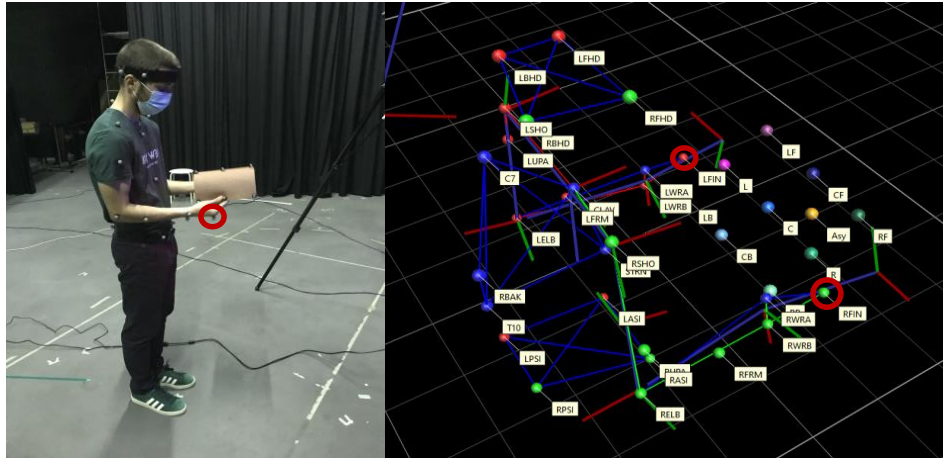 LFHD
LBHD
RFHD
LSHO
RBHD
LF
LUPA
C7
LFIN
L
CF
LWRA
LWRB
CLAV
LFRM
LB
C
Asy
RF
LELB
CB
RSHO
STRN
R
RBAK
RFIN
LASI
RWRA
T10
RWRB
LPSI
RUPA
RASI
RFRM
RPSI
RELB